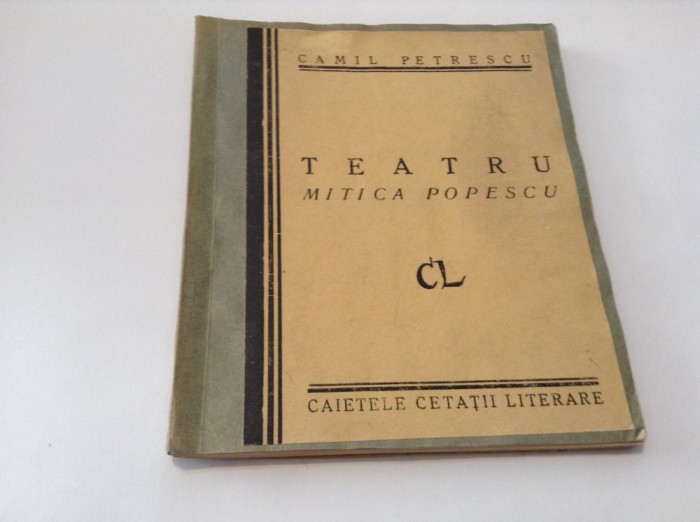 CAMIL PETRESCU
TEATRU
MITICA POPESCU
CL
CAIETELE CETAȚII LITERARE